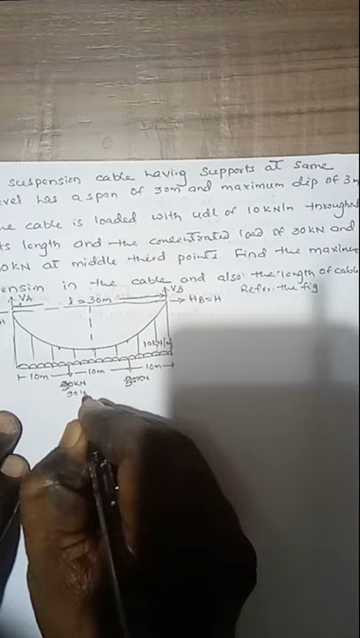 suspension cable having supports at same
level has a span of 30m and maximum dip of 3m
The cable is loaded with udl of 10KN/m throughout
its length and the concentrated load of 30KN and
0KN at middle third points Find the maximum
tension in the cable and also the length of cable
Refer the fig
VA
VB
l = 30m
HB = H
H
10KN/m
10m
10m
10m